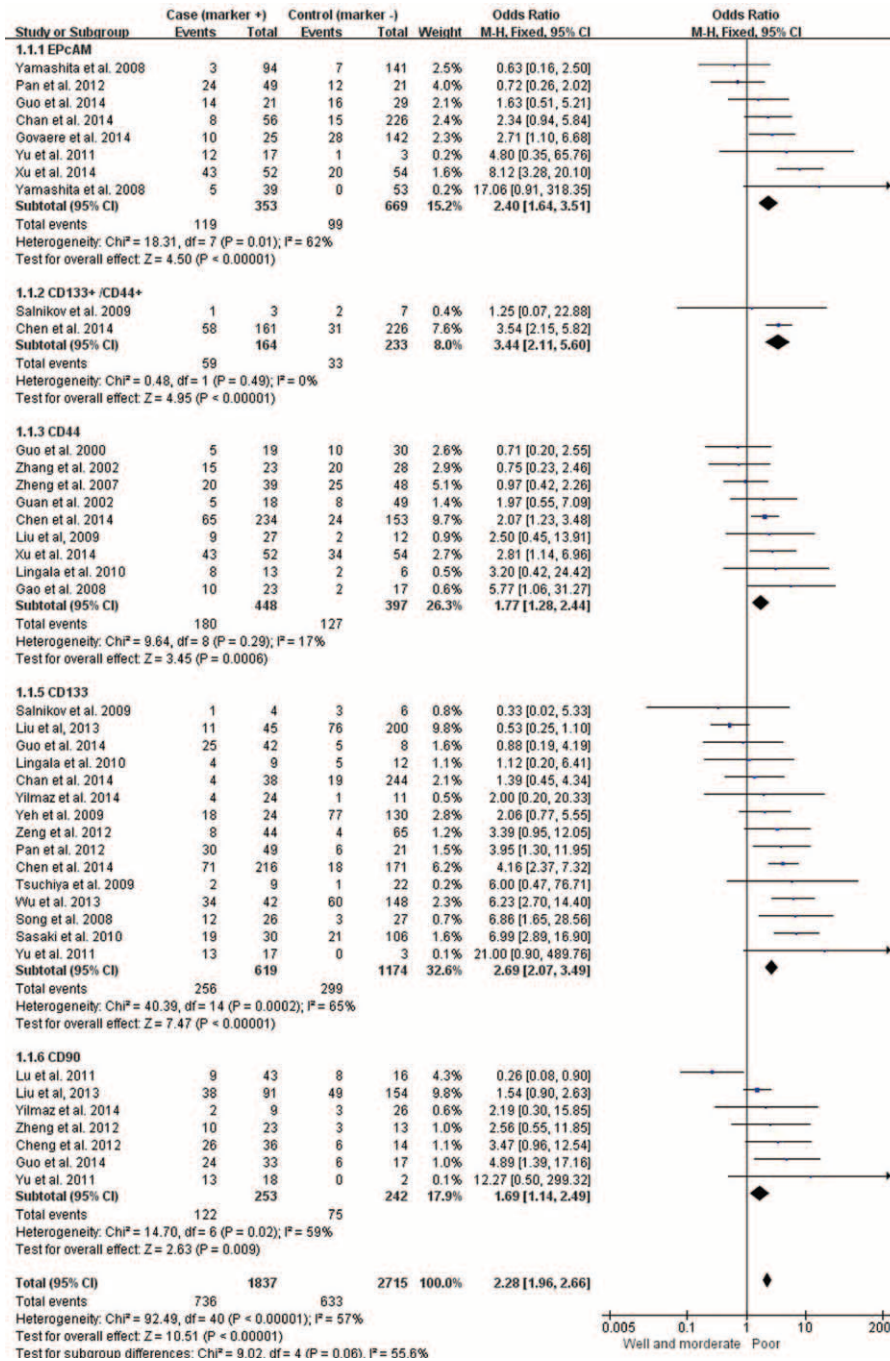 Case (marker +) Control (marker -) Odds Ratio Odds Ratio
Study or Subgroup Events Total Events Total Weight M-H, Fixed, 95% CI M-H, Fixed, 95% CI
1.1.1 EPcAM
Yamashita et al. 2008 3 94 7 141 2.5% 0.63 [0.16, 2.50]
Pan et al. 2012 24 49 12 21 4.0% 0.72 [0.26, 2.02]
Guo et al. 2014 14 21 16 29 2.1% 1.63 [0.51, 5.21]
Chan et al. 2014 8 56 15 226 2.4% 2.34 [0.94, 5.84]
Govaere et al. 2014 10 25 28 142 2.3% 2.71 [1.10, 6.68]
Yu et al. 2011 12 17 1 3 0.2% 4.80 [0.35, 65.76]
Xu et al. 2014 43 52 20 54 1.6% 8.12 [3.28, 20.10]
Yamashita et al. 2008 5 39 0 53 0.2% 17.06 [0.91, 318.35]
Subtotal (95% CI) 353 669 15.2% 2.40 [1.64, 3.51]
Total events 119 99
Heterogeneity: Chi² = 18.31, df = 7 (P = 0.01); I² = 62%
Test for overall effect: Z = 4.50 (P < 0.00001)
1.1.2 CD133+ /CD44+
Salnikov et al. 2009 1 3 2 7 0.4% 1.25 [0.07, 22.88]
Chen et al. 2014 58 161 31 226 7.6% 3.54 [2.15, 5.82]
Subtotal (95% CI) 164 233 8.0% 3.44 [2.11, 5.60]
Total events 59 33
Heterogeneity: Chi² = 0.48, df = 1 (P = 0.49); I² = 0%
Test for overall effect: Z = 4.95 (P < 0.00001)
1.1.3 CD44
Guo et al. 2000 5 19 10 30 2.6% 0.71 [0.20, 2.55]
Zhang et al. 2002 15 23 20 28 2.9% 0.75 [0.23, 2.46]
Zheng et al. 2007 20 39 25 48 5.1% 0.97 [0.42, 2.26]
Guan et al. 2002 5 18 8 49 1.4% 1.97 [0.55, 7.09]
Chen et al. 2014 65 234 24 153 9.7% 2.07 [1.23, 3.48]
Liu et al, 2009 9 27 2 12 0.9% 2.50 [0.45, 13.91]
Xu et al. 2014 43 52 34 54 2.7% 2.81 [1.14, 6.96]
Lingala et al. 2010 8 13 2 6 0.5% 3.20 [0.42, 24.42]
Gao et al. 2008 10 23 2 17 0.6% 5.77 [1.06, 31.27]
Subtotal (95% CI) 448 397 26.3% 1.77 [1.28, 2.44]
Total events 180 127
Heterogeneity: Chi² = 9.64, df = 8 (P = 0.29); I² = 17%
Test for overall effect: Z = 3.45 (P = 0.0006)
1.1.5 CD133
Salnikov et al. 2009 1 4 3 6 0.8% 0.33 [0.02, 5.33]
Liu et al, 2013 11 45 76 200 9.8% 0.53 [0.25, 1.10]
Guo et al. 2014 25 42 5 8 1.6% 0.88 [0.19, 4.19]
Lingala et al. 2010 4 9 5 12 1.1% 1.12 [0.20, 6.41]
Chan et al. 2014 4 38 19 244 2.1% 1.39 [0.45, 4.34]
Yilmaz et al. 2014 4 24 1 11 0.5% 2.00 [0.20, 20.33]
Yeh et al. 2009 18 24 77 130 2.8% 2.06 [0.77, 5.55]
Zeng et al. 2012 8 44 4 65 1.2% 3.39 [0.95, 12.05]
Pan et al. 2012 30 49 6 21 1.6% 3.95 [1.30, 11.95]
Chen et al. 2014 71 216 18 171 6.2% 4.16 [2.37, 7.32]
Tsuchiya et al. 2009 2 9 1 22 0.2% 6.00 [0.47, 76.71]
Wu et al. 2013 34 42 60 148 2.3% 6.23 [2.70, 14.40]
Song et al. 2008 12 26 3 27 0.7% 6.86 [1.65, 28.56]
Sasaki et al. 2010 19 30 21 106 1.6% 6.99 [2.89, 16.90]
Yu et al. 2011 13 17 0 3 0.1% 21.00 [0.90, 489.76]
Subtotal (95% CI) 619 1174 32.6% 2.69 [2.07, 3.49]
Total events 256 299
Heterogeneity: Chi² = 40.39, df = 14 (P = 0.0002); I² = 65%
Test for overall effect: Z = 7.47 (P < 0.00001)
1.1.6 CD90
Lu et al. 2011 9 43 8 16 4.3% 0.26 [0.08, 0.90]
Liu et al, 2013 38 91 49 154 9.8% 1.54 [0.90, 2.63]
Yilmaz et al. 2014 2 9 3 26 0.6% 2.19 [0.30, 15.85]
Zheng et al. 2012 10 23 3 13 1.0% 2.56 [0.55, 11.85]
Cheng et al. 2012 26 36 6 14 1.1% 3.47 [0.96, 12.54]
Guo et al. 2014 24 33 6 17 1.0% 4.89 [1.39, 17.16]
Yu et al. 2011 13 18 0 2 0.1% 12.27 [0.50, 299.32]
Subtotal (95% CI) 253 242 17.9% 1.69 [1.14, 2.49]
Total events 122 75
Heterogeneity: Chi² = 14.70, df = 6 (P = 0.02); I² = 59%
Test for overall effect: Z = 2.63 (P = 0.009)
Total (95% CI) 1837 2715 100.0% 2.28 [1.96, 2.66]
Total events 736 633
Heterogeneity: Chi² = 92.49, df = 40 (P < 0.00001); I² = 57%
Test for overall effect: Z = 10.51 (P < 0.00001)
Test for subgroup differences: Chi² = 9.02, df = 4 (P = 0.06), I² = 55.6%
0.005 0.1 1 10 200
Well and morderate Poor